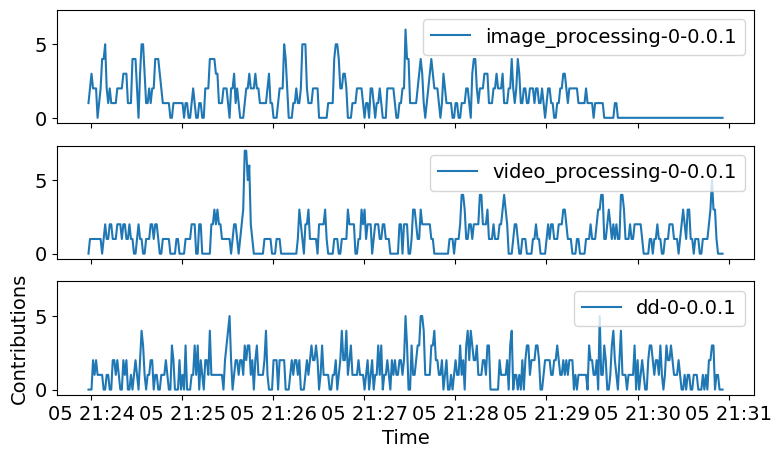 image_processing-0-0.0.1
5
0
video_processing-0-0.0.1
5
0
dd-0-0.0.1
5
0
Contributions
05 21:24 05 21:25 05 21:26 05 21:27 05 21:28 05 21:29 05 21:30 05 21:31
Time